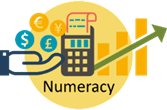 € ¥
$ £
Numeracy